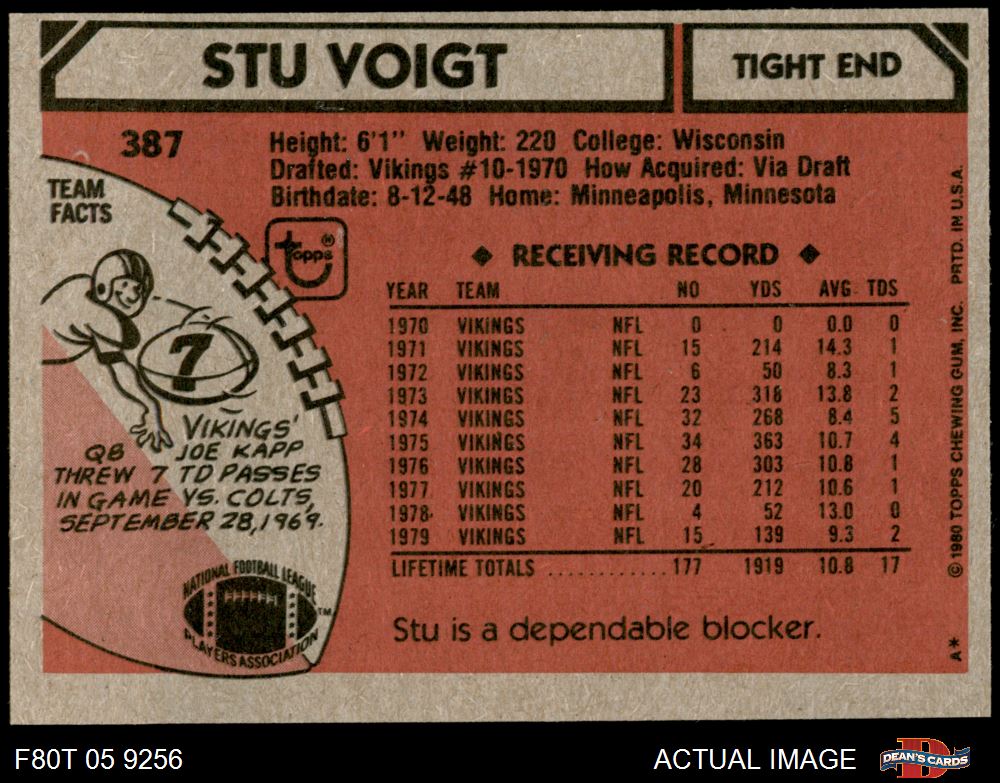 STU VOIGT
TIGHT END
387
Height: 6'1" Weight: 220 College: Wisconsin
Drafted: Vikings #10-1970 How Acquired: Via Draft
Birthdate: 8-12-48 Home: Minneapolis, Minnesota
TEAM
FACTS
topps®
7
VIKINGS'
QB JOE KAPP
THREW 7 TD PASSES
IN GAME VS. COLTS,
SEPTEMBER 28, 1969.
NATIONAL FOOTBALL LEAGUE
PLAYERS ASSOCIATION
TM
◆ RECEIVING RECORD ◆
YEAR TEAM NO YDS AVG TDS
1970 VIKINGS NFL 0 0 0.0 0
1971 VIKINGS NFL 15 214 14.3 1
1972 VIKINGS NFL 6 50 8.3 1
1973 VIKINGS NFL 23 318 13.8 2
1974 VIKINGS NFL 32 268 8.4 5
1975 VIKINGS NFL 34 363 10.7 4
1976 VIKINGS NFL 28 303 10.8 1
1977 VIKINGS NFL 20 212 10.6 1
1978 VIKINGS NFL 4 52 13.0 0
1979 VIKINGS NFL 15 139 9.3 2
LIFETIME TOTALS ............177 1919 10.8 17
Stu is a dependable blocker.
A* © 1980 TOPPS CHEWING GUM, INC. PRTD. IN U.S.A.
F80T 05 9256
ACTUAL IMAGE
DEAN'S CARDS